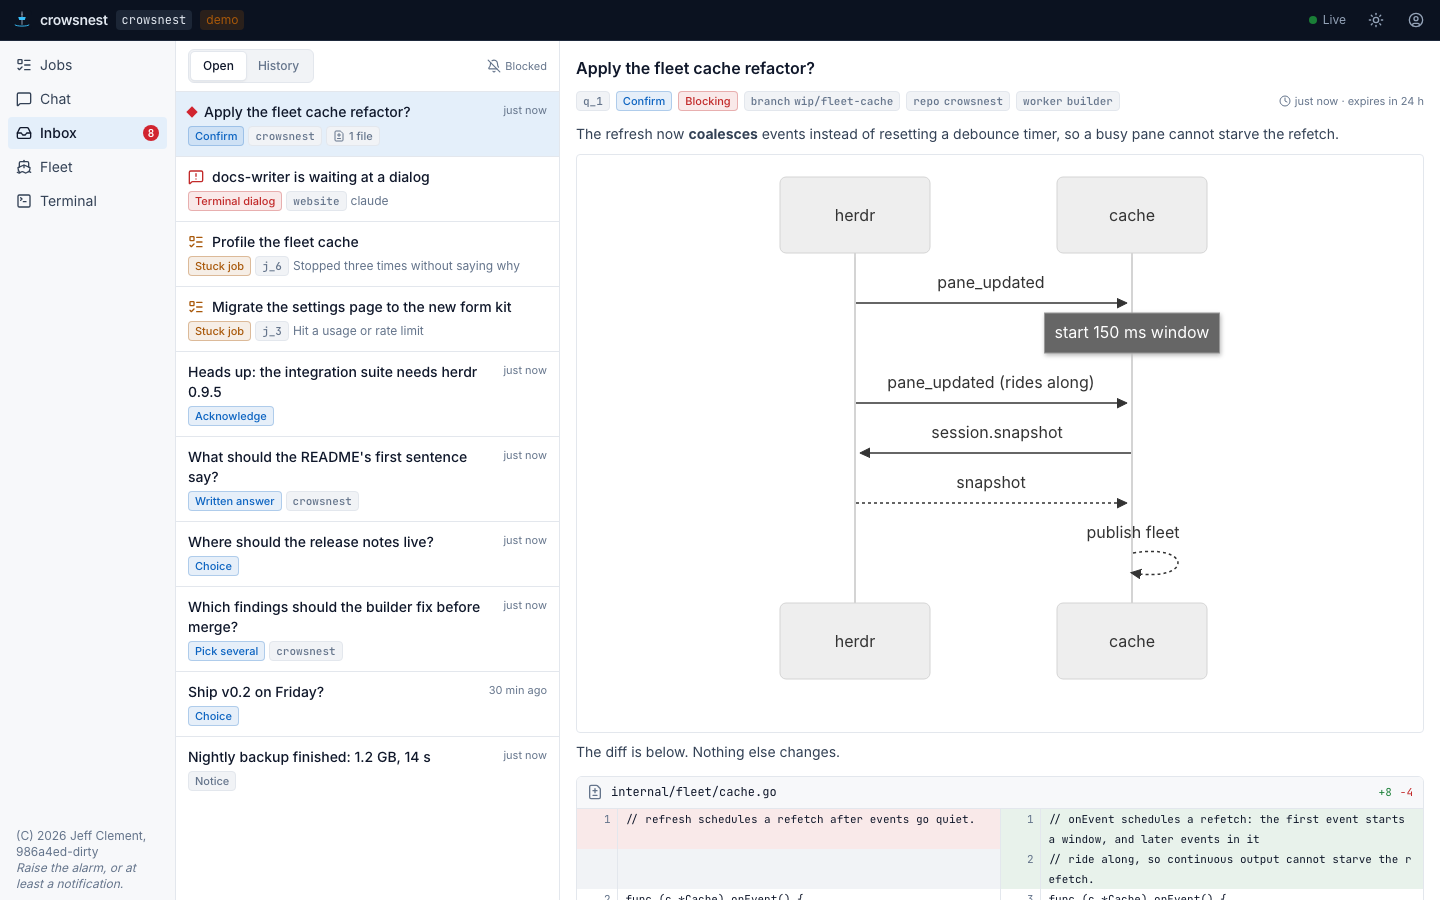 crowsnest crowsnest demo
Live
Jobs
Chat
Inbox 8
Fleet
Terminal
(C) 2026 Jeff Clement,
986a4ed-dirty
Raise the alarm, or at
least a notification.
Open History Blocked
Apply the fleet cache refactor? just now
Confirm crowsnest 1 file
docs-writer is waiting at a dialog
Terminal dialog website claude
Profile the fleet cache
Stuck job j_6 Stopped three times without saying why
Migrate the settings page to the new form kit
Stuck job j_3 Hit a usage or rate limit
Heads up: the integration suite needs herdr just now
0.9.5
Acknowledge
What should the README's first sentence just now
say?
Written answer crowsnest
Where should the release notes live? just now
Choice
Which findings should the builder fix before just now
merge?
Pick several crowsnest
Ship v0.2 on Friday? 30 min ago
Choice
Nightly backup finished: 1.2 GB, 14 s just now
Notice
Apply the fleet cache refactor?
q_1 Confirm Blocking branch wip/fleet-cache repo crowsnest worker builder just now · expires in 24 h
The refresh now coalesces events instead of resetting a debounce timer, so a busy pane cannot starve the refetch.
herdr cache
pane_updated
start 150 ms window
pane_updated (rides along)
session.snapshot
snapshot
publish fleet
herdr cache
The diff is below. Nothing else changes.
internal/fleet/cache.go +8 -4
1 // refresh schedules a refetch after events go quiet.
1 // onEvent schedules a refetch: the first event starts
a window, and later events in it
2 // ride along, so continuous output cannot starve the r
efetch.
2 func (c *Cache) onEvent() {
3 func (c *Cache) onEvent() {